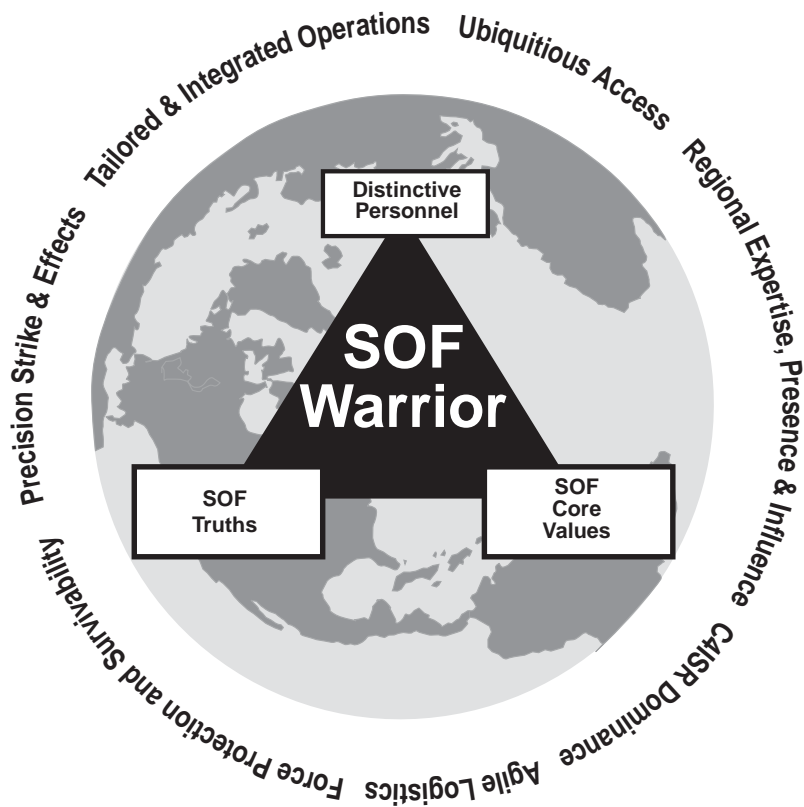 Tailored & Integrated Operations
Ubiquitious Access
Regional Expertise, Presence & Influence
C4ISR Dominance
Agile Logistics
Force Protection and Survivability
Precision Strike & Effects
Distinctive
Personnel
SOF
Warrior
SOF
Truths
SOF
Core
Values